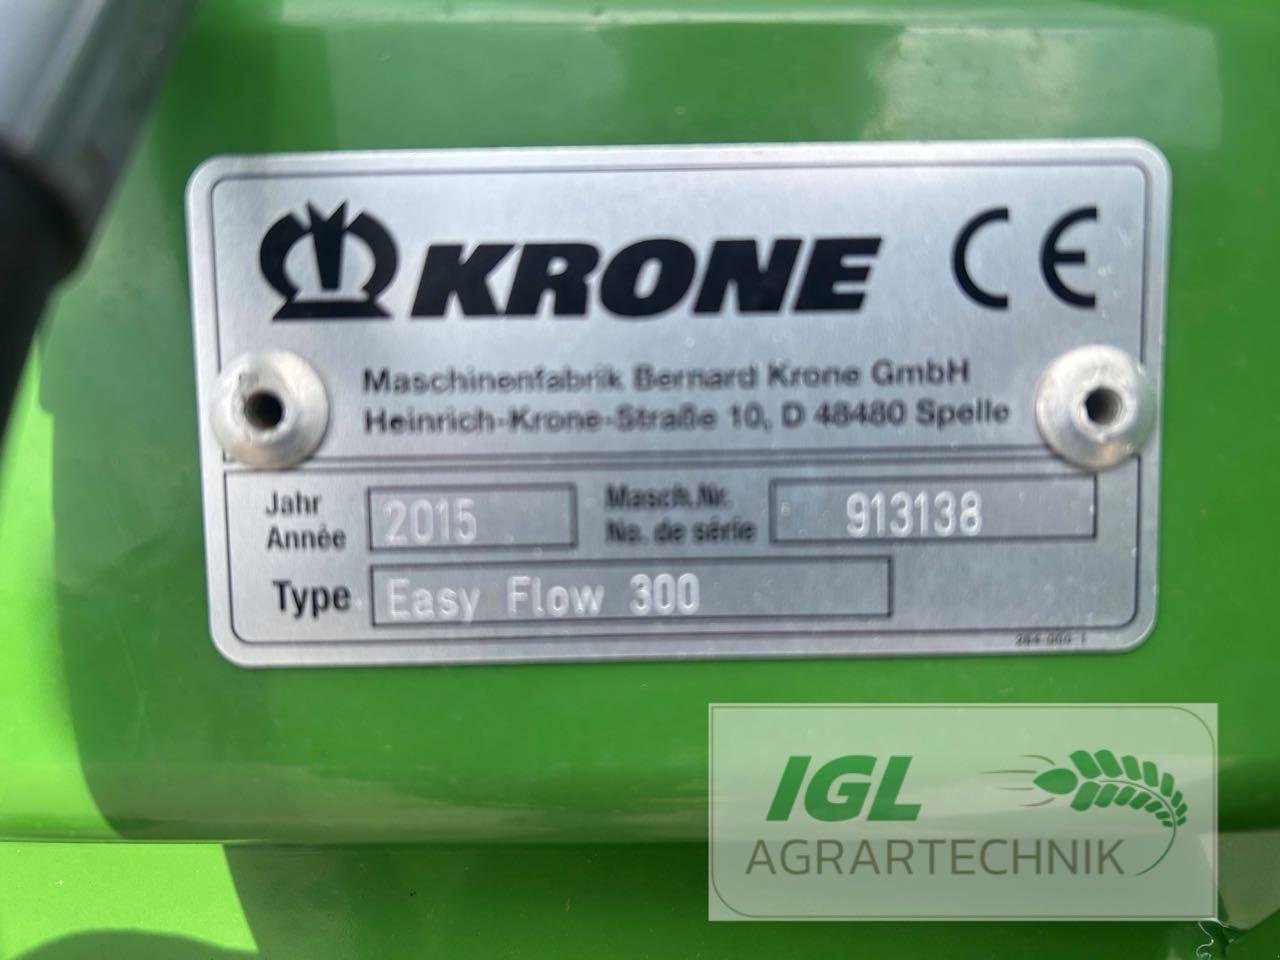 KRONE CE
Maschinenfabrik Bernard Krone GmbH
Heinrich-Krone-Straße 10, D 48480 Spelle
Jahr 2015 Masch.Nr. 913138
Année No. de série
Type Easy Flow 300
IGL
AGRARTECHNIK